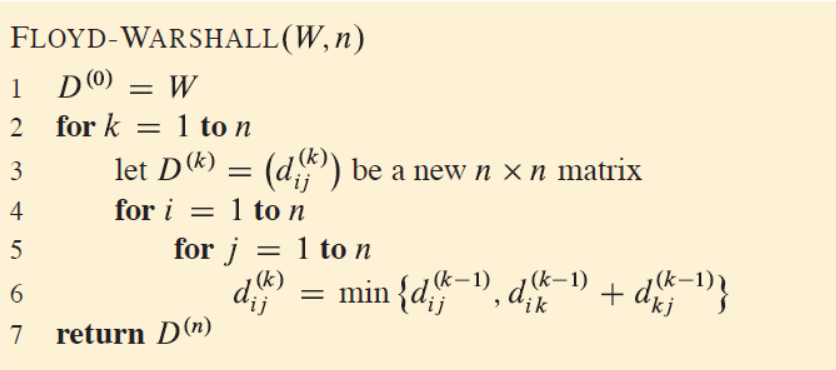 FLOYD-WARSHALL(W, n)
1 D^(0) = W
2 for k = 1 to n
3 let D^(k) = (d_ij^(k)) be a new n × n matrix
4 for i = 1 to n
5 for j = 1 to n
6 d_ij^(k) = min {d_ij^(k−1), d_ik^(k−1) + d_kj^(k−1)}
7 return D^(n)